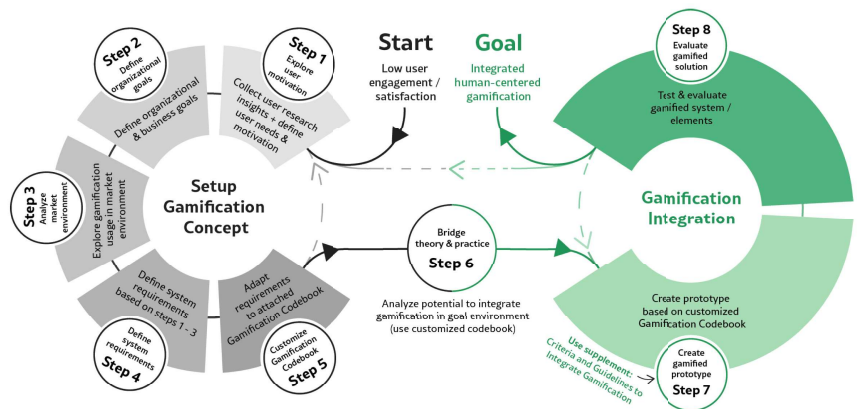 Start
Low user
engagement /
satisfaction
Goal
Integrated
human-centered
gamification
Setup
Gamification
Concept
Step 1
Explore
user
motivation
Collect user research
insights + define
user needs &
motivation
Step 2
Define
organizational
goals
Define organizational
& business goals
Step 3
Analyze
market
environment
Explore gamification
usage in market
environment
Define system
requirements
based on steps 1 - 3
Define
system
requirements
Step 4
Adapt
requirements
to attached
Gamification Codebook
Customize
Gamification
Codebook
Step 5
Bridge
theory & practice
Step 6
Analyze potential to integrate
gamification in goal environment
(use customized codebook)
Gamification
Integration
Create prototype
based on customized
Gamification Codebook
Use supplement:
Criteria and Guidelines to
Integrate Gamification
Create
gamified
prototype
Step 7
Step 8
Evaluate
gamified
solution
Test & evaluate
gamified system /
elements